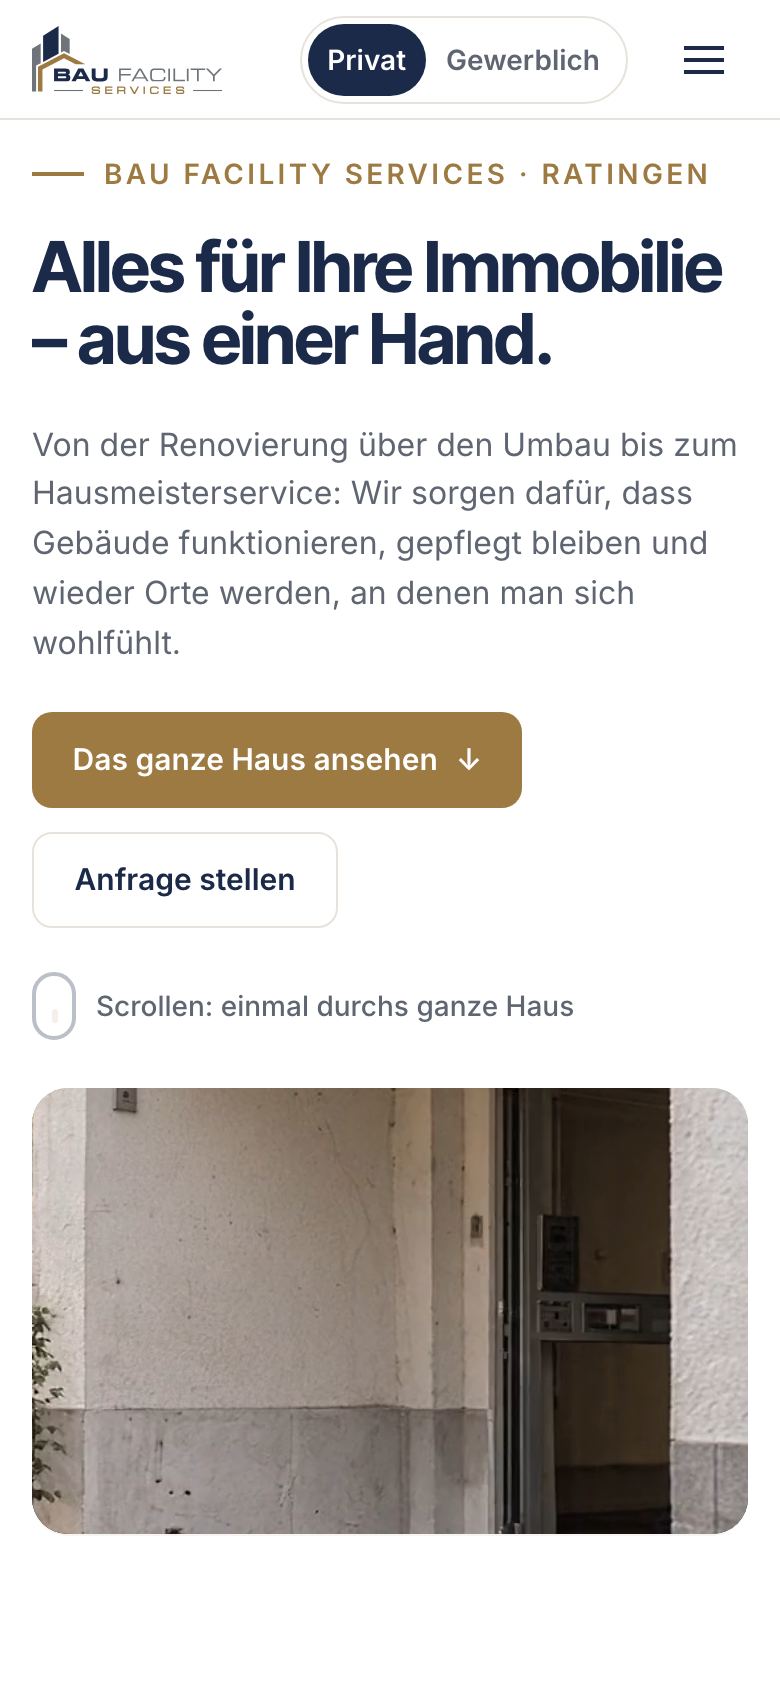 BAU FACILITY
SERVICES
Privat
Gewerblich
BAU FACILITY SERVICES · RATINGEN
Alles für Ihre Immobilie
– aus einer Hand.
Von der Renovierung über den Umbau bis zum
Hausmeisterservice: Wir sorgen dafür, dass
Gebäude funktionieren, gepflegt bleiben und
wieder Orte werden, an denen man sich
wohlfühlt.
Das ganze Haus ansehen ↓
Anfrage stellen
Scrollen: einmal durchs ganze Haus